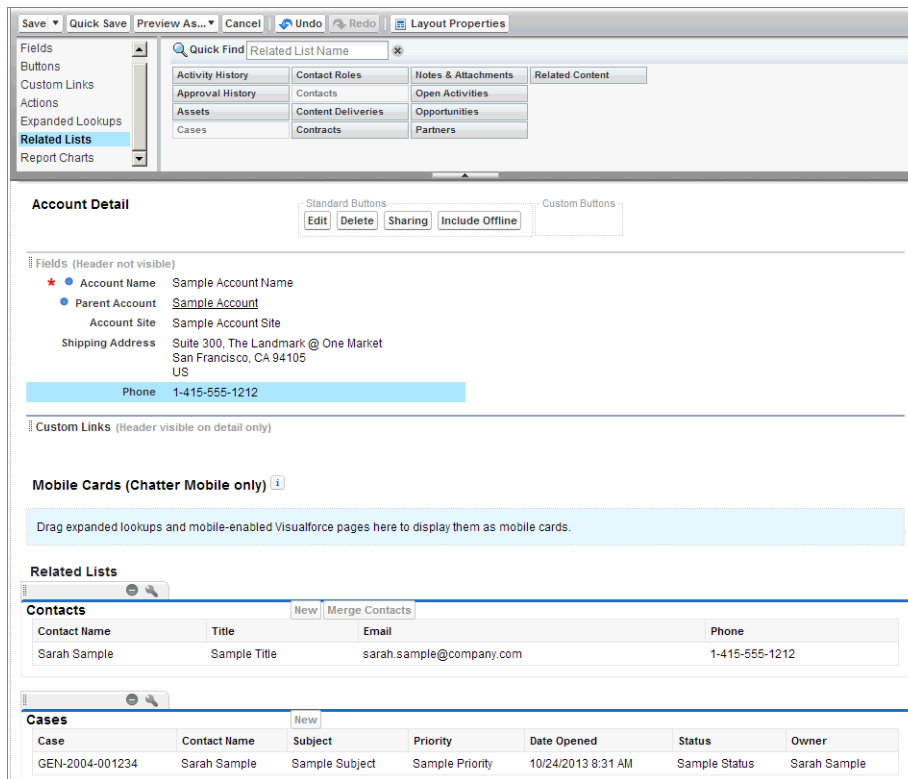 Save Quick Save Preview As... Cancel Undo Redo Layout Properties
Fields
Buttons
Custom Links
Actions
Expanded Lookups
Related Lists
Report Charts
Quick Find Related List Name
Activity History Contact Roles Notes & Attachments Related Content
Approval History Contacts Open Activities
Assets Content Deliveries Opportunities
Cases Contracts Partners
Account Detail
Standard Buttons
Edit Delete Sharing Include Offline
Custom Buttons
Fields (Header not visible)
* Account Name Sample Account Name
Parent Account Sample Account
Account Site Sample Account Site
Shipping Address Suite 300, The Landmark @ One Market
San Francisco, CA 94105
US
Phone 1-415-555-1212
Custom Links (Header visible on detail only)
Mobile Cards (Chatter Mobile only) i
Drag expanded lookups and mobile-enabled Visualforce pages here to display them as mobile cards.
Related Lists
Contacts New Merge Contacts
Contact Name Title Email Phone
Sarah Sample Sample Title sarah.sample@company.com 1-415-555-1212
Cases New
Case Contact Name Subject Priority Date Opened Status Owner
GEN-2004-001234 Sarah Sample Sample Subject Sample Priority 10/24/2013 8:31 AM Sample Status Sarah Sample